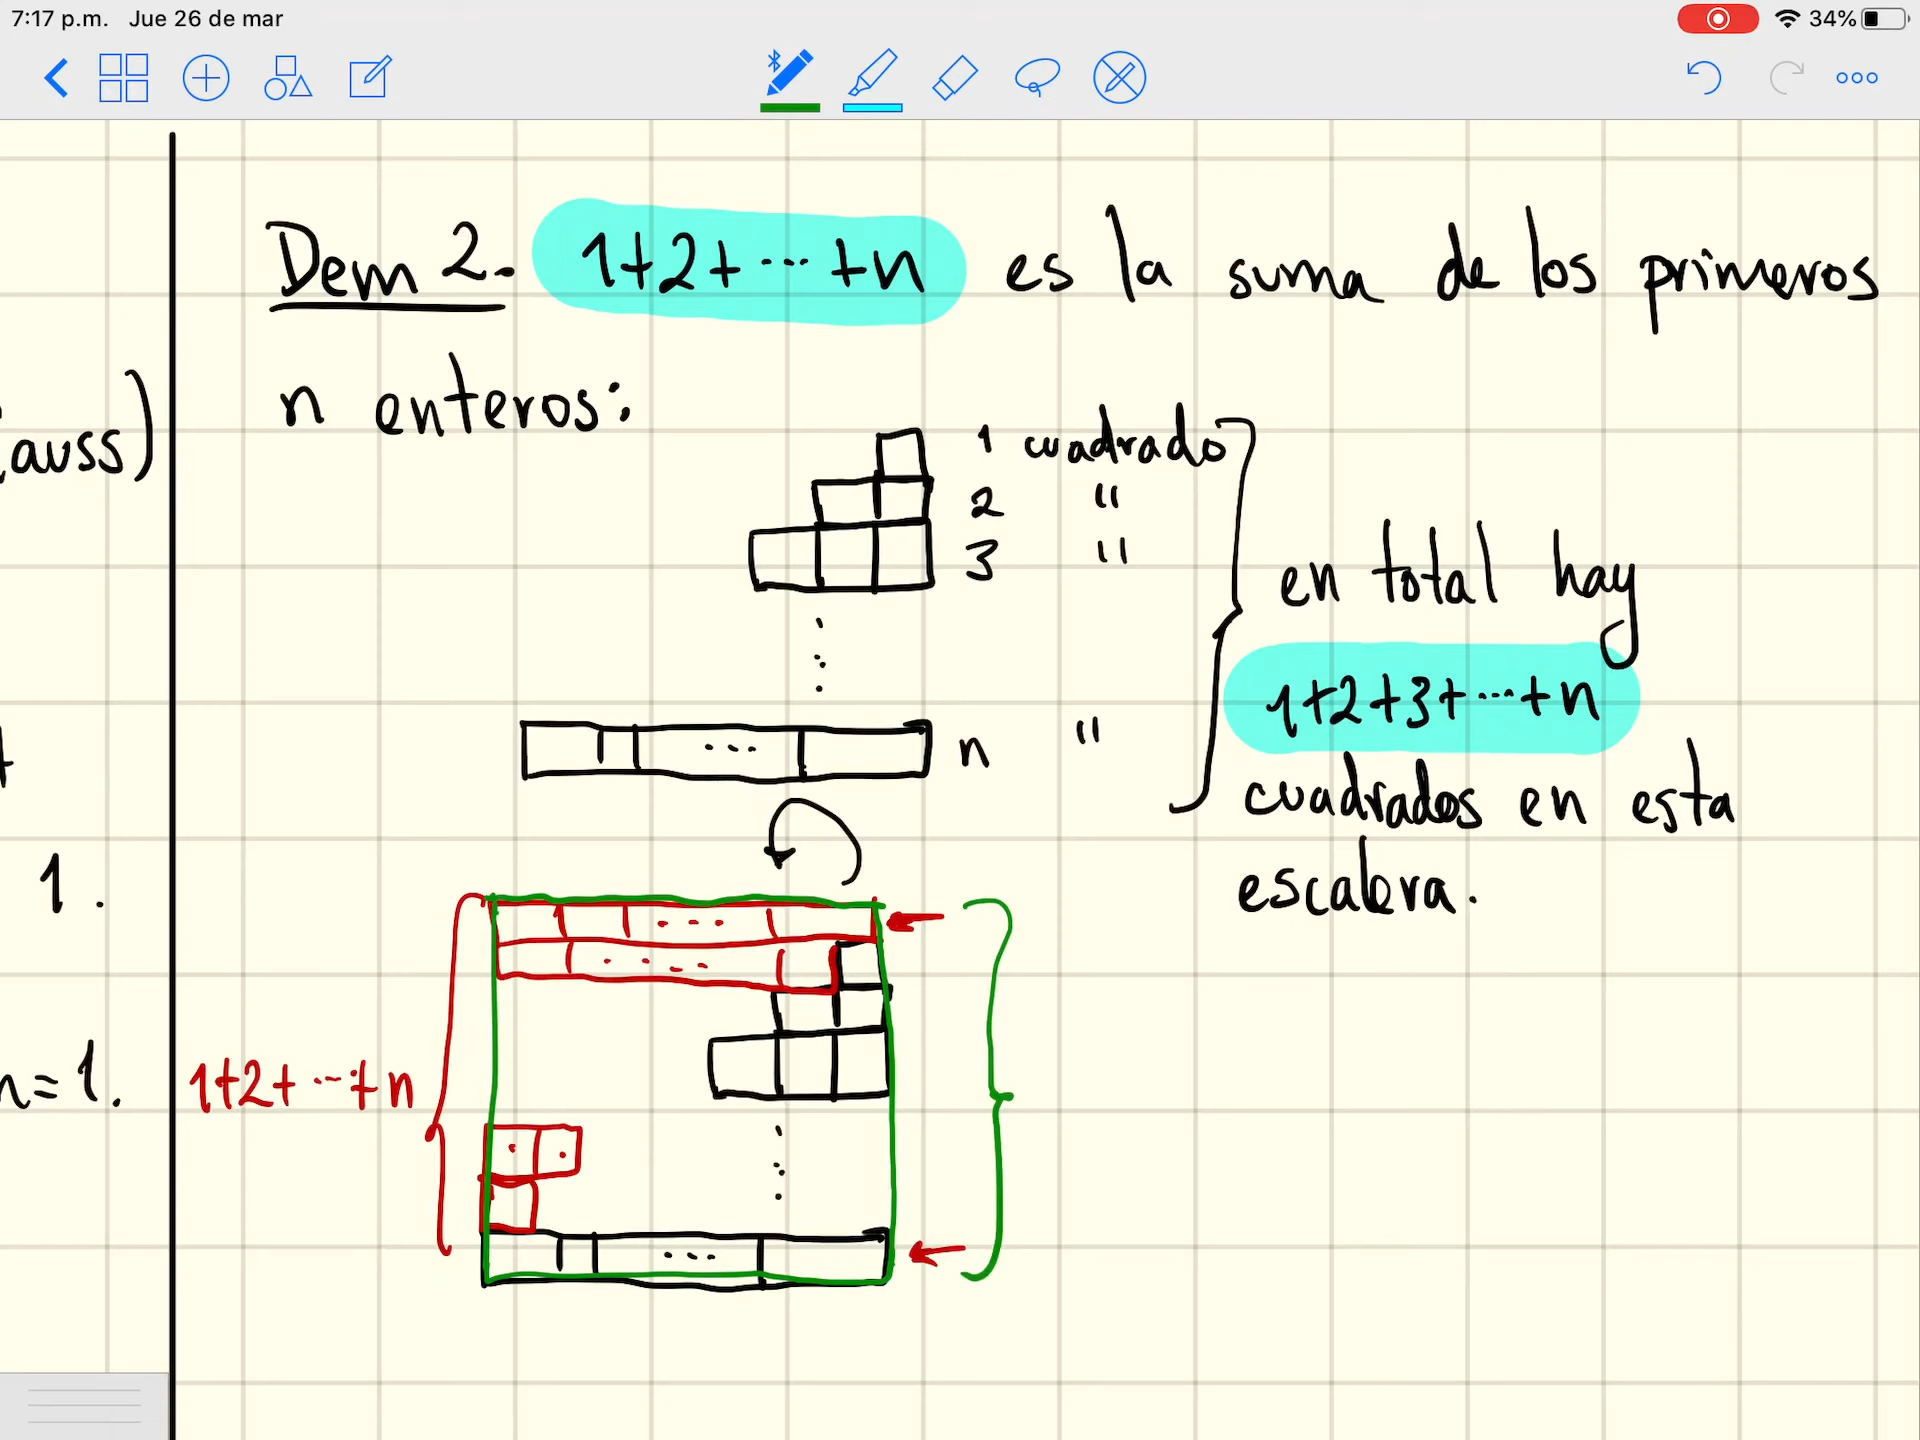 7:17 p.m. Jue 26 de mar
34%
Dem 2. 1+2+...+n es la suma de los primeros
n enteros:
auss)
1 cuadrado
2 "
3 "
⋮
... n "
en total hay
1+2+3+...+n
cuadrados en esta
escalera.
1.
n=1.
1+2+...+n
....
....
⋮
...